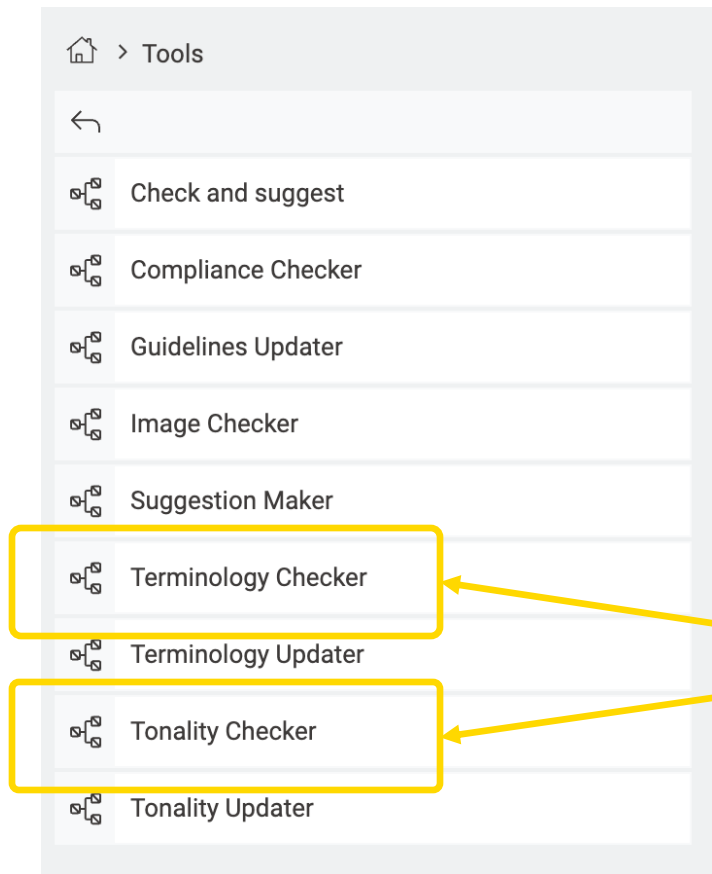 > Tools
Check and suggest
Compliance Checker
Guidelines Updater
Image Checker
Suggestion Maker
Terminology Checker
Terminology Updater
Tonality Checker
Tonality Updater